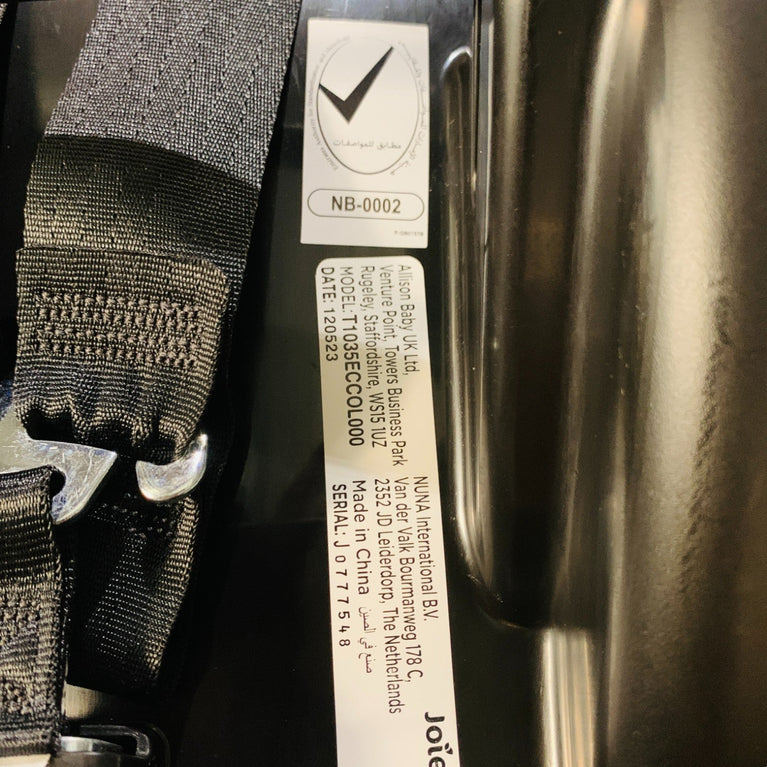 مطابق للمواصفات
NB-0002
Allison Baby UK Ltd,
Venture Point, Towers Business Park
Rugeley, Staffordshire, WS15 1UZ
MODEL: T1035ECCOL000
DATE: 120523
NUNA International B.V.
Van der Valk Bourmanweg 178 C,
2352 JD Leiderdorp, The Netherlands
Made in China صنع في الصين
SERIAL: J0777548
Joie